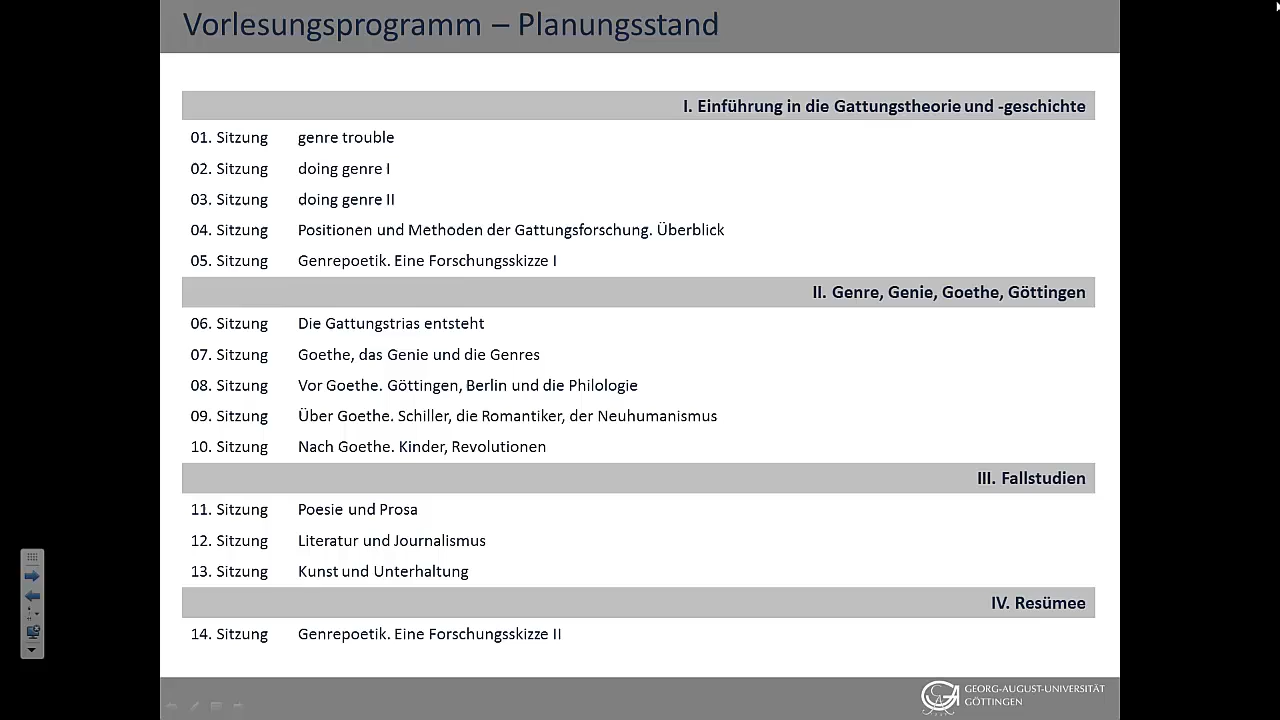 Vorlesungsprogramm – Planungsstand
I. Einführung in die Gattungstheorie und -geschichte
01. Sitzung genre trouble
02. Sitzung doing genre I
03. Sitzung doing genre II
04. Sitzung Positionen und Methoden der Gattungsforschung. Überblick
05. Sitzung Genrepoetik. Eine Forschungsskizze I
II. Genre, Genie, Goethe, Göttingen
06. Sitzung Die Gattungstrias entsteht
07. Sitzung Goethe, das Genie und die Genres
08. Sitzung Vor Goethe. Göttingen, Berlin und die Philologie
09. Sitzung Über Goethe. Schiller, die Romantiker, der Neuhumanismus
10. Sitzung Nach Goethe. Kinder, Revolutionen
III. Fallstudien
11. Sitzung Poesie und Prosa
12. Sitzung Literatur und Journalismus
13. Sitzung Kunst und Unterhaltung
IV. Resümee
14. Sitzung Genrepoetik. Eine Forschungsskizze II
GEORG-AUGUST-UNIVERSITÄT
GÖTTINGEN